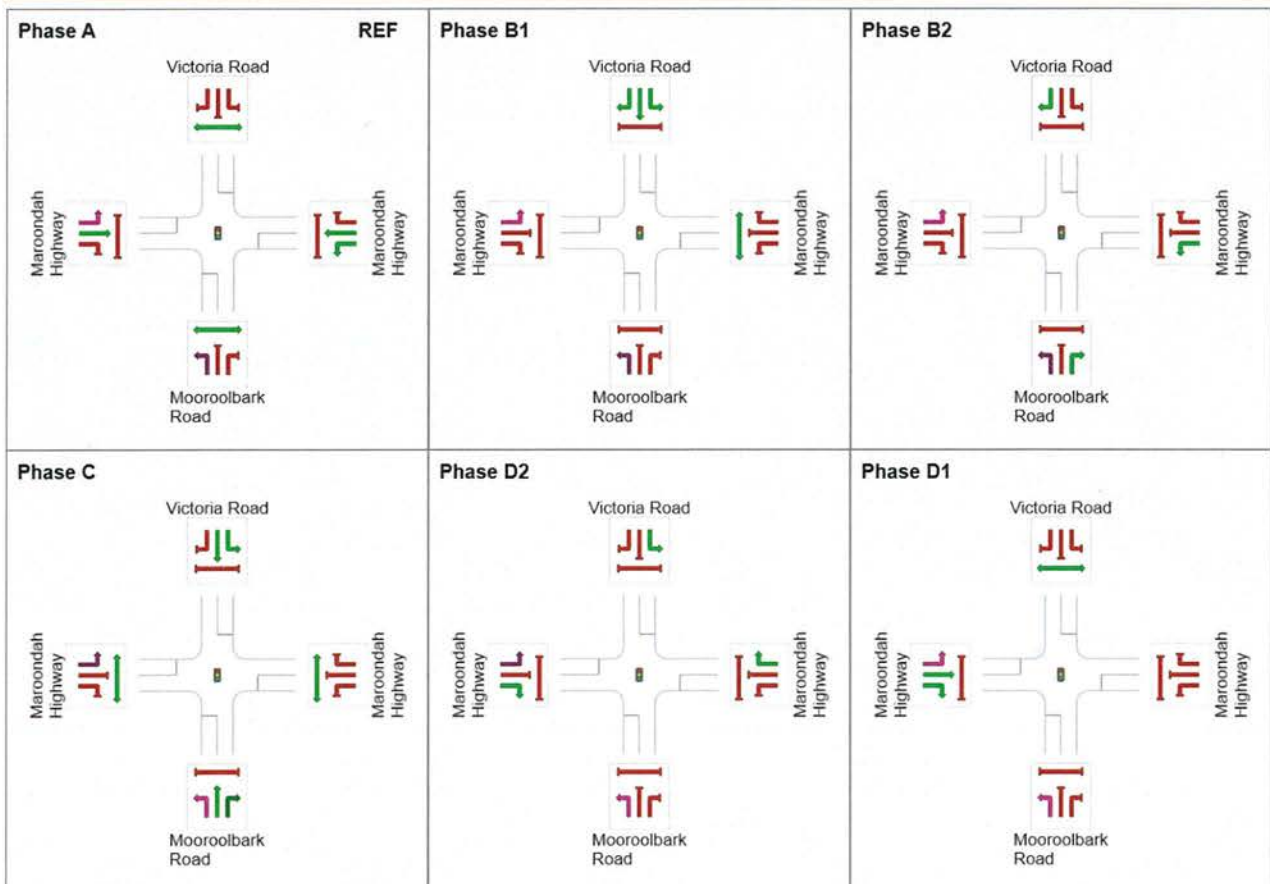 Phase A
REF
Victoria Road
Maroondah
Highway
Maroondah
Highway
Mooroolbark
Road
Phase B1
Victoria Road
Maroondah
Highway
Maroondah
Highway
Mooroolbark
Road
Phase B2
Victoria Road
Maroondah
Highway
Maroondah
Highway
Mooroolbark
Road
Phase C
Victoria Road
Maroondah
Highway
Maroondah
Highway
Mooroolbark
Road
Phase D2
Victoria Road
Maroondah
Highway
Maroondah
Highway
Mooroolbark
Road
Phase D1
Victoria Road
Maroondah
Highway
Maroondah
Highway
Mooroolbark
Road